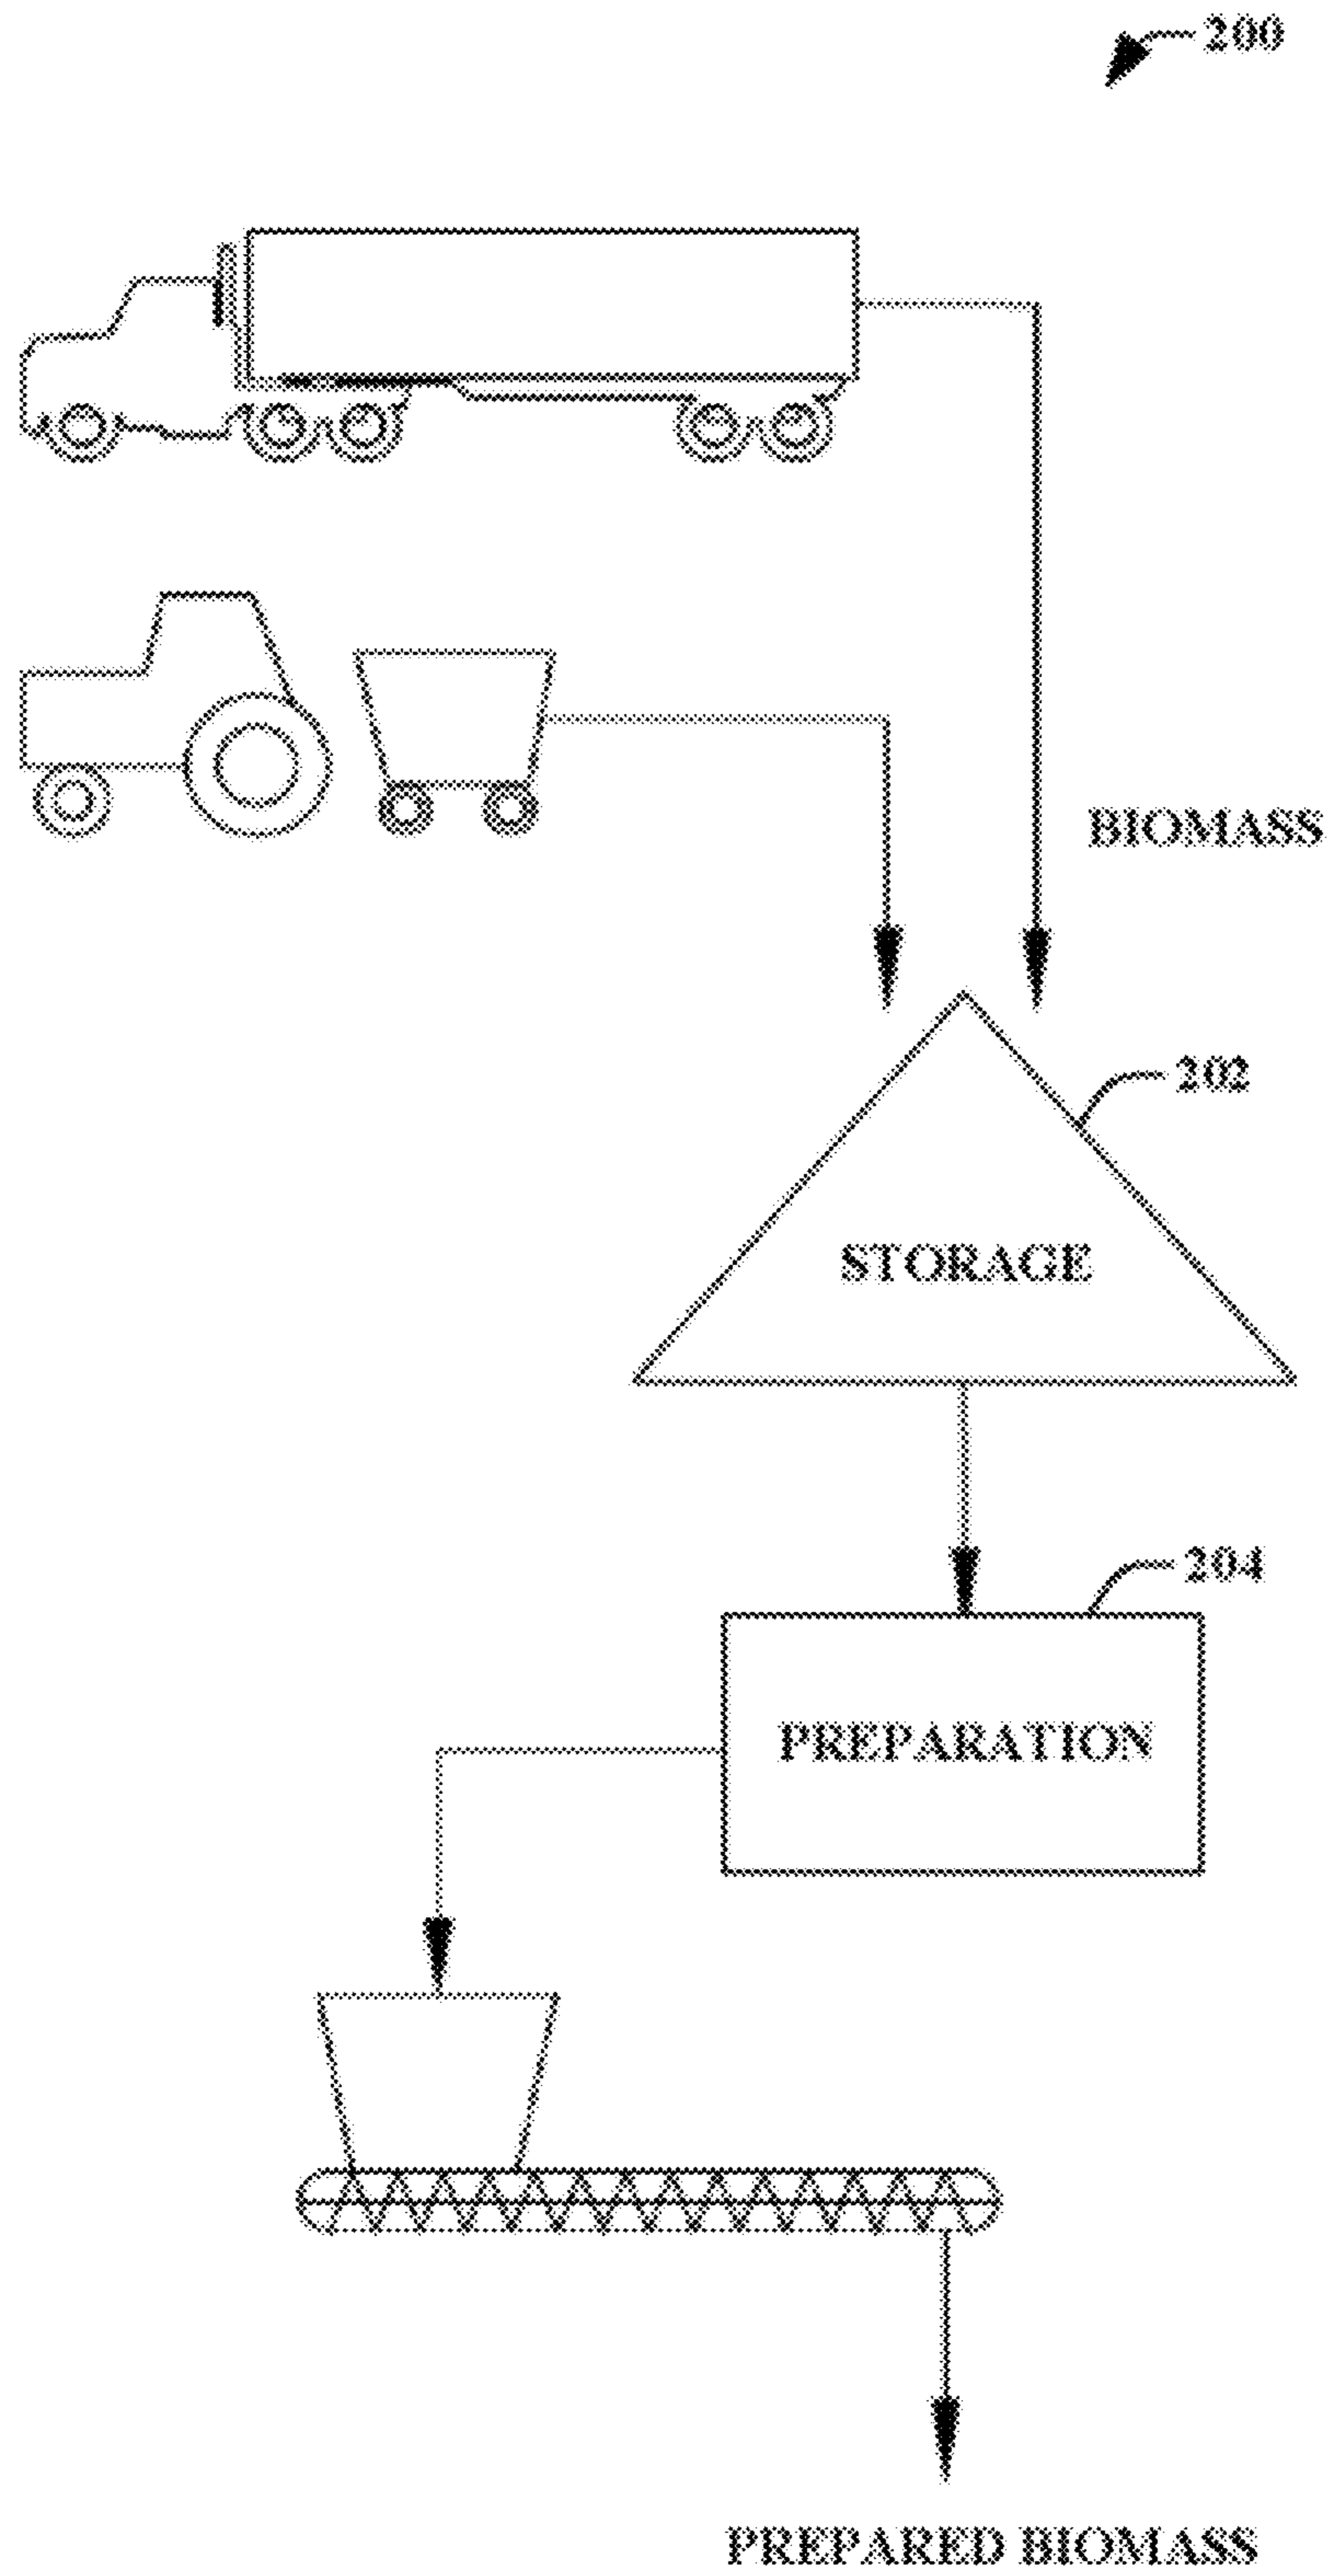 200
BIOMASS
202
STORAGE
204
PREPARATION
PREPARED BIOMASS